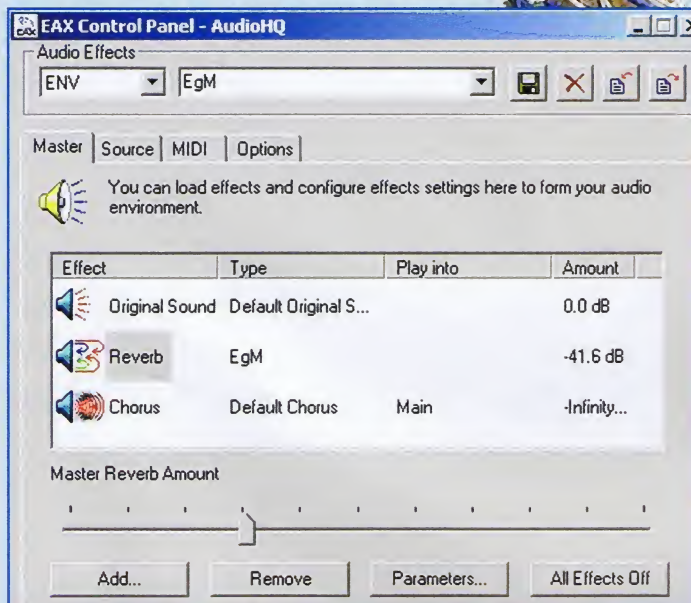 EAX Control Panel - AudioHQ
Audio Effects
ENV EgM
Master Source MIDI Options
You can load effects and configure effects settings here to form your audio
environment.
Effect Type Play into Amount
Original Sound Default Original S... 0.0 dB
Reverb EgM -41.6 dB
Chorus Default Chorus Main -Infinity...
Master Reverb Amount
Add... Remove Parameters... All Effects Off